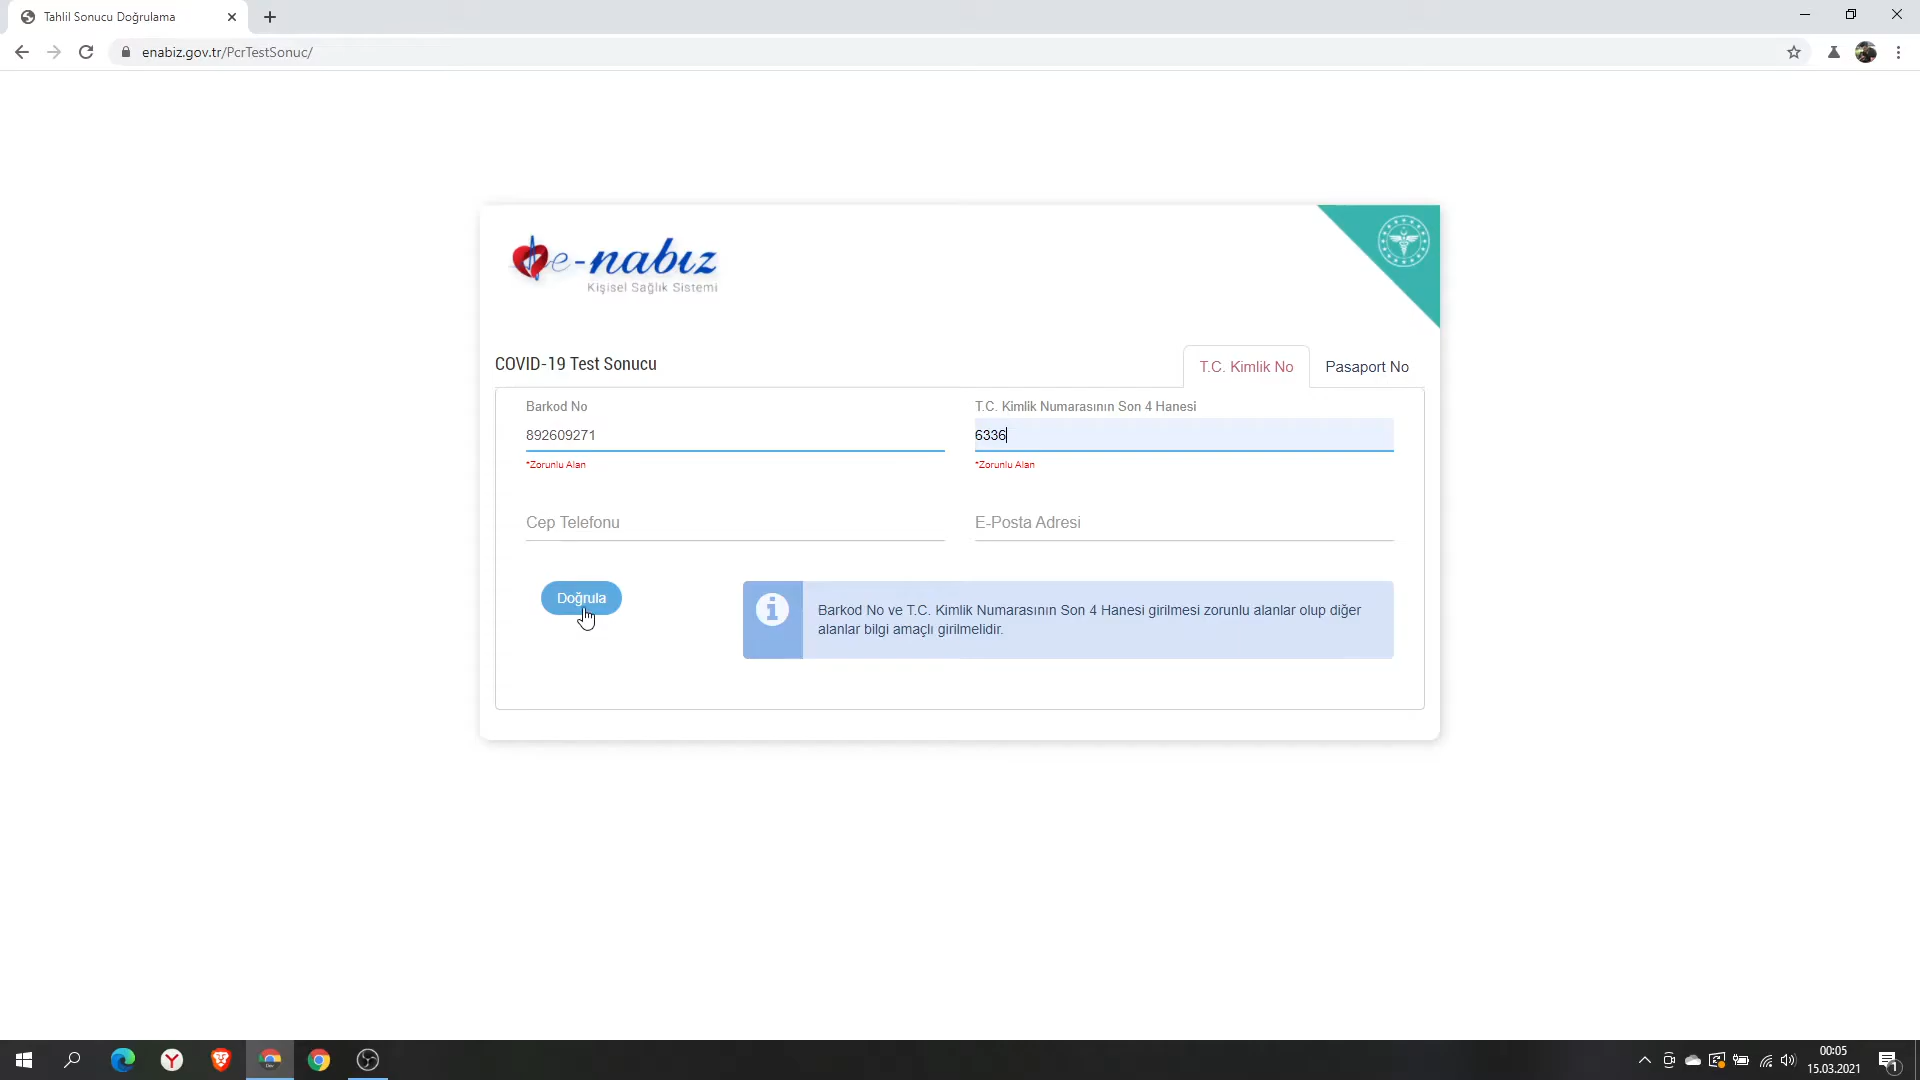 Tahlil Sonucu Doğrulama
enabiz.gov.tr/PcrTestSonuc/
e-nabız
Kişisel Sağlık Sistemi
COVID-19 Test Sonucu
T.C. Kimlik No
Pasaport No
Barkod No
T.C. Kimlik Numarasının Son 4 Hanesi
892609271
6336
*Zorunlu Alan
*Zorunlu Alan
Cep Telefonu
E-Posta Adresi
Doğrula
Barkod No ve T.C. Kimlik Numarasının Son 4 Hanesi girilmesi zorunlu alanlar olup diğer
alanlar bilgi amaçlı girilmelidir.
00:05
15.03.2021
1